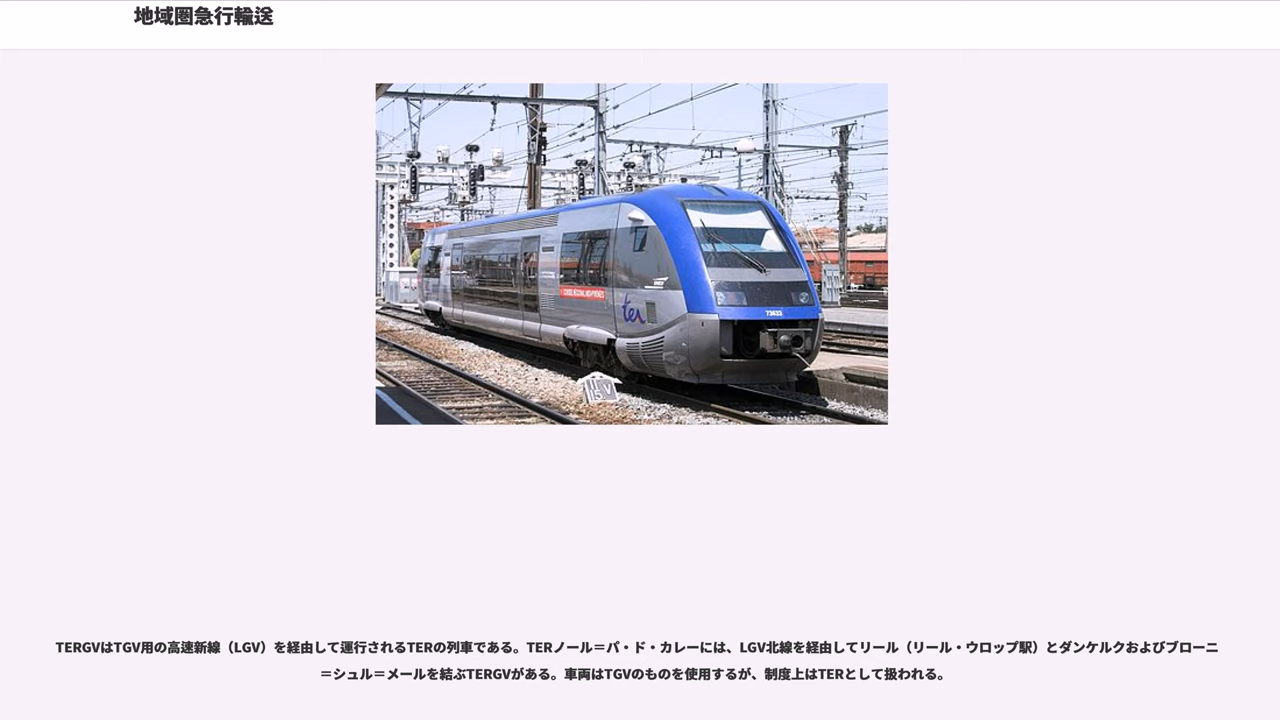 地域圏急行輸送
CONSEIL REGIONAL MIDI-PYRENEES
ter
73633
TERGVはTGV用の高速新線（LGV）を経由して運行されるTERの列車である。TERノール＝パ・ド・カレーには、LGV北線を経由してリール（リール・ウロップ駅）とダンケルクおよびブローニ
＝シュル＝メールを結ぶTERGVがある。車両はTGVのものを使用するが、制度上はTERとして扱われる。